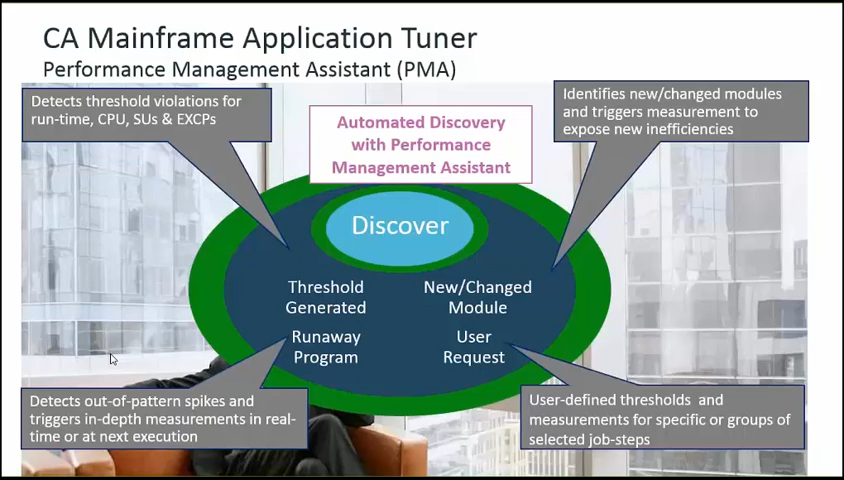 CA Mainframe Application Tuner
Performance Management Assistant (PMA)
Detects threshold violations for
run-time, CPU, SUs & EXCPs
Automated Discovery
with Performance
Management Assistant
Identifies new/changed modules
and triggers measurement to
expose new inefficiencies
Discover
Threshold
Generated
New/Changed
Module
Runaway
Program
User
Request
Detects out-of-pattern spikes and
triggers in-depth measurements in real-
time or at next execution
User-defined thresholds and
measurements for specific or groups of
selected job-steps